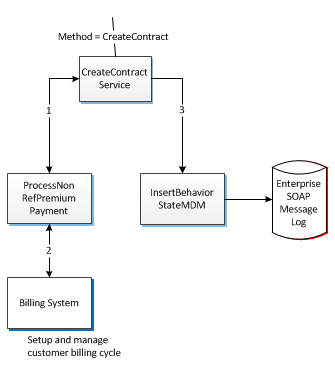 Method = CreateContract
CreateContract
Service
1
3
ProcessNon
RefPremium
Payment
InsertBehavior
StateMDM
Enterprise
SOAP
Message
Log
2
Billing System
Setup and manage
customer billing cycle